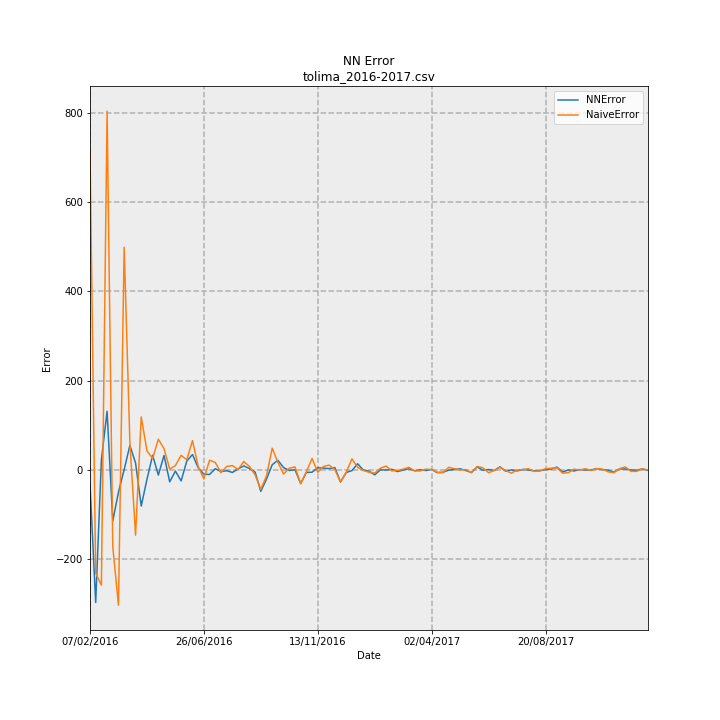 NN Error
tolima_2016-2017.csv
NNError
NaiveError
800
600
400
200
0
−200
Error
07/02/2016
26/06/2016
13/11/2016
02/04/2017
20/08/2017
Date